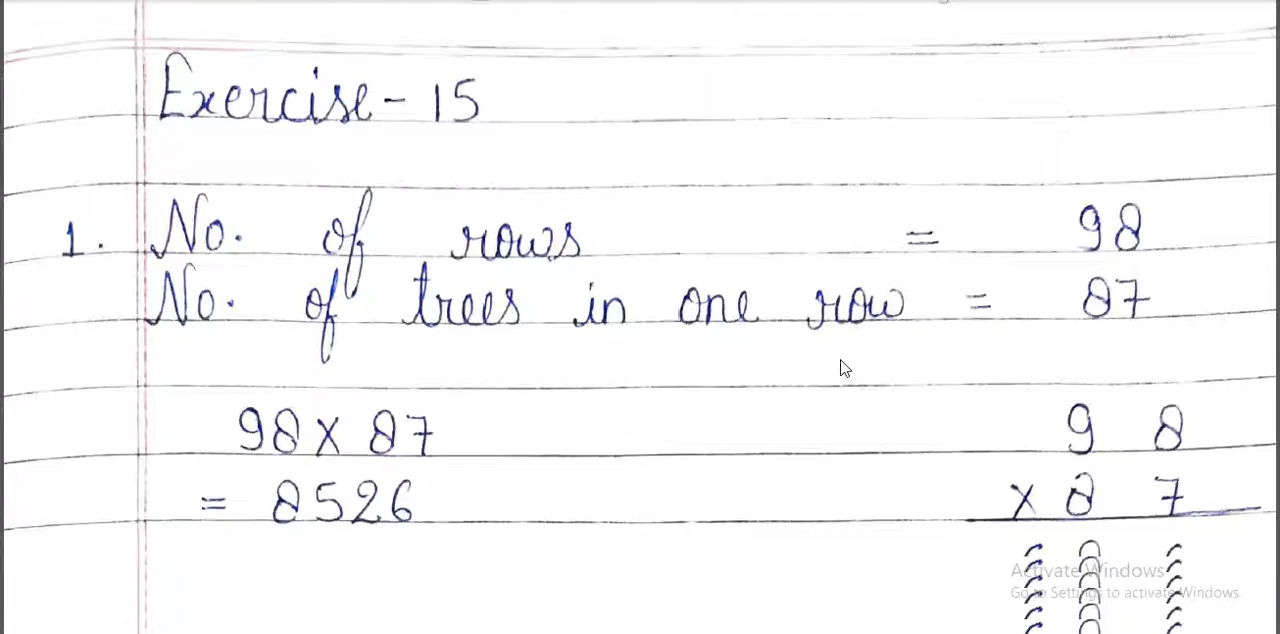 Exercise - 15
1. No. of rows = 98
No. of trees in one row = 87
98 x 87
9 8
= 8526
x 8 7
Activate Windows
Go to Settings to activate Windows.